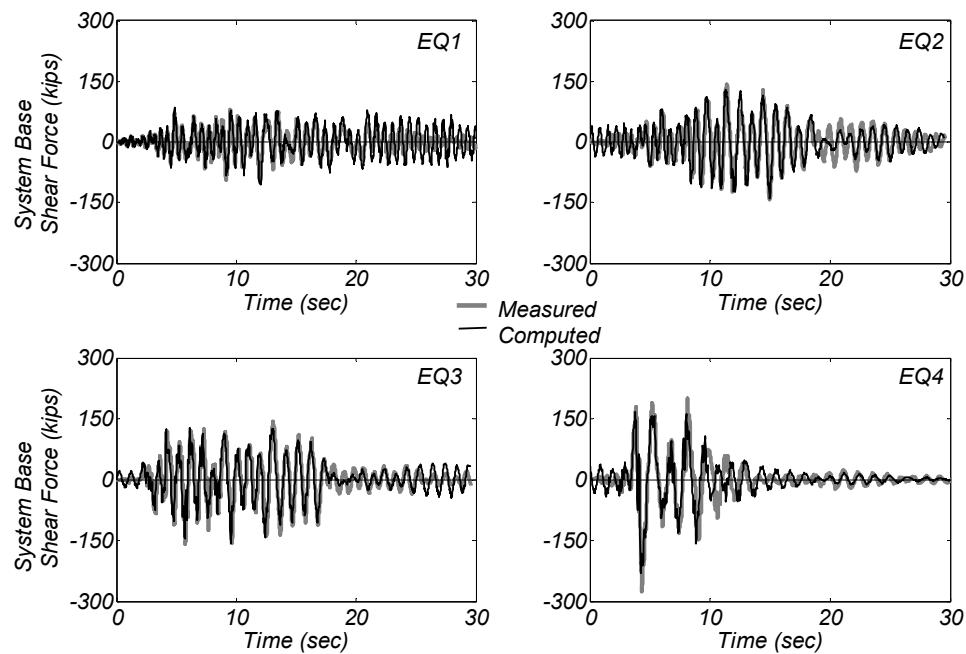 300
EQ1
150
0
-150
-300
System Base
Shear Force (kips)
0 10 20 30
Time (sec)
300
EQ2
150
0
-150
-300
0 10 20 30
Time (sec)
Measured
Computed
300
EQ3
150
0
-150
-300
System Base
Shear Force (kips)
0 10 20 30
Time (sec)
300
EQ4
150
0
-150
-300
0 10 20 30
Time (sec)